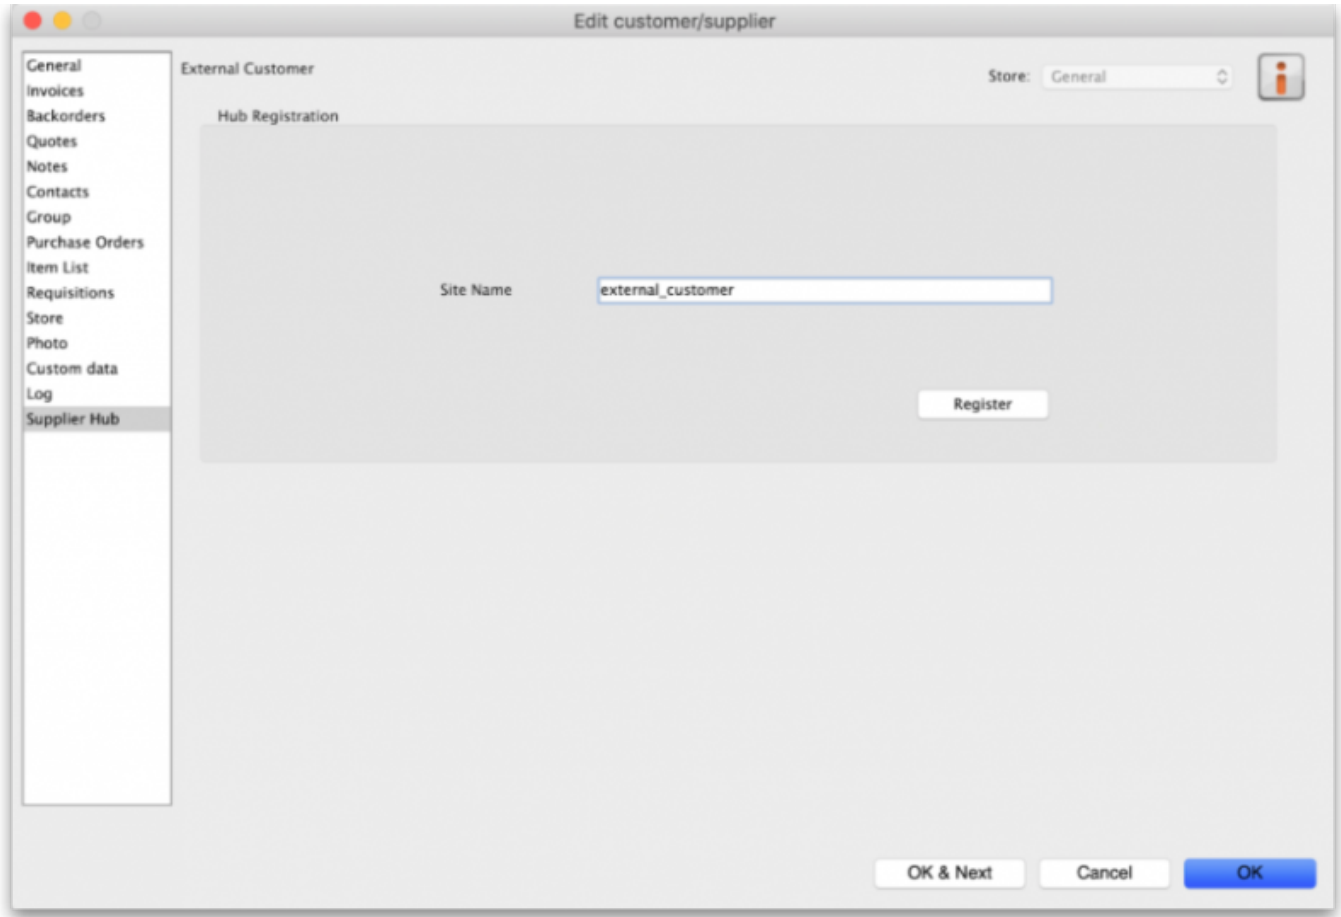 Edit customer/supplier
General
Invoices
Backorders
Quotes
Notes
Contacts
Group
Purchase Orders
Item List
Requisitions
Store
Photo
Custom data
Log
Supplier Hub
External Customer
Store: General
Hub Registration
Site Name external_customer
Register
OK & Next Cancel OK